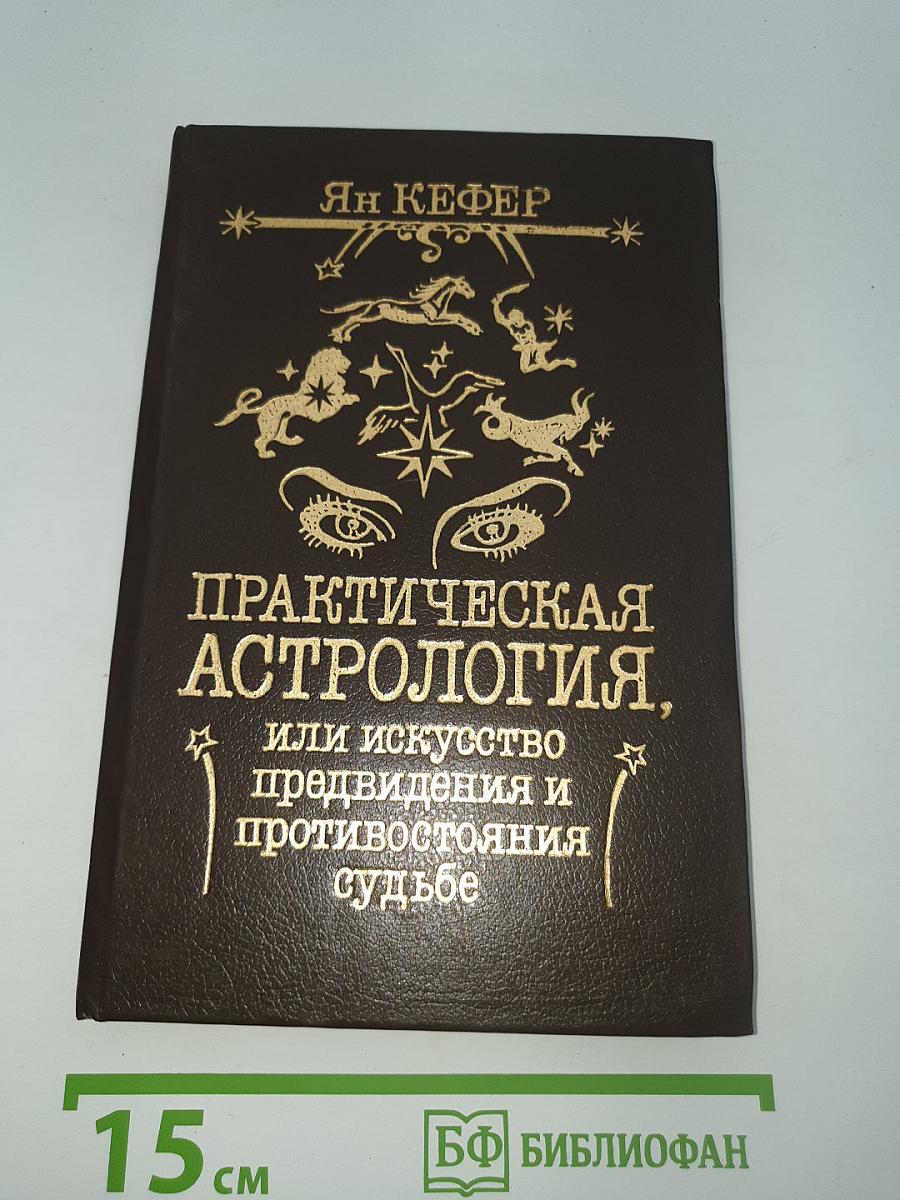 Ян КЕФЕР
ПРАКТИЧЕСКАЯ
АСТРОЛОГИЯ,
или искусство
предвидения и
противостояния
судьбе
15 см
БФ БИБЛИОФАН